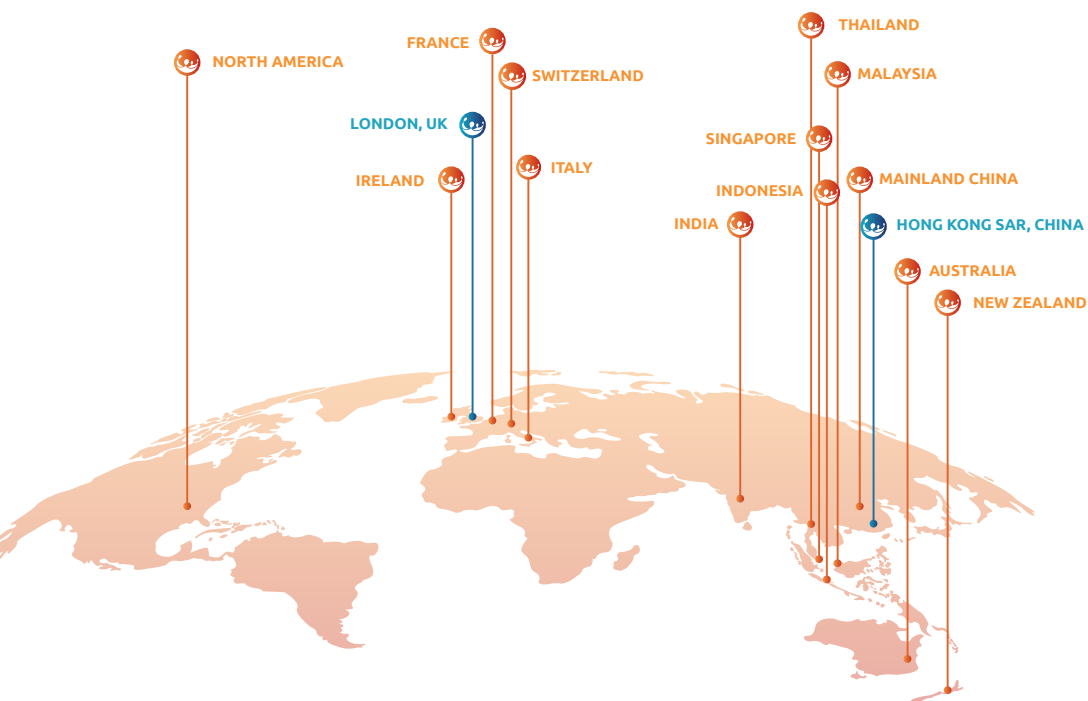 THAILAND
FRANCE
NORTH AMERICA
SWITZERLAND
MALAYSIA
LONDON, UK
SINGAPORE
ITALY
IRELAND
MAINLAND CHINA
INDONESIA
INDIA
HONG KONG SAR, CHINA
AUSTRALIA
NEW ZEALAND